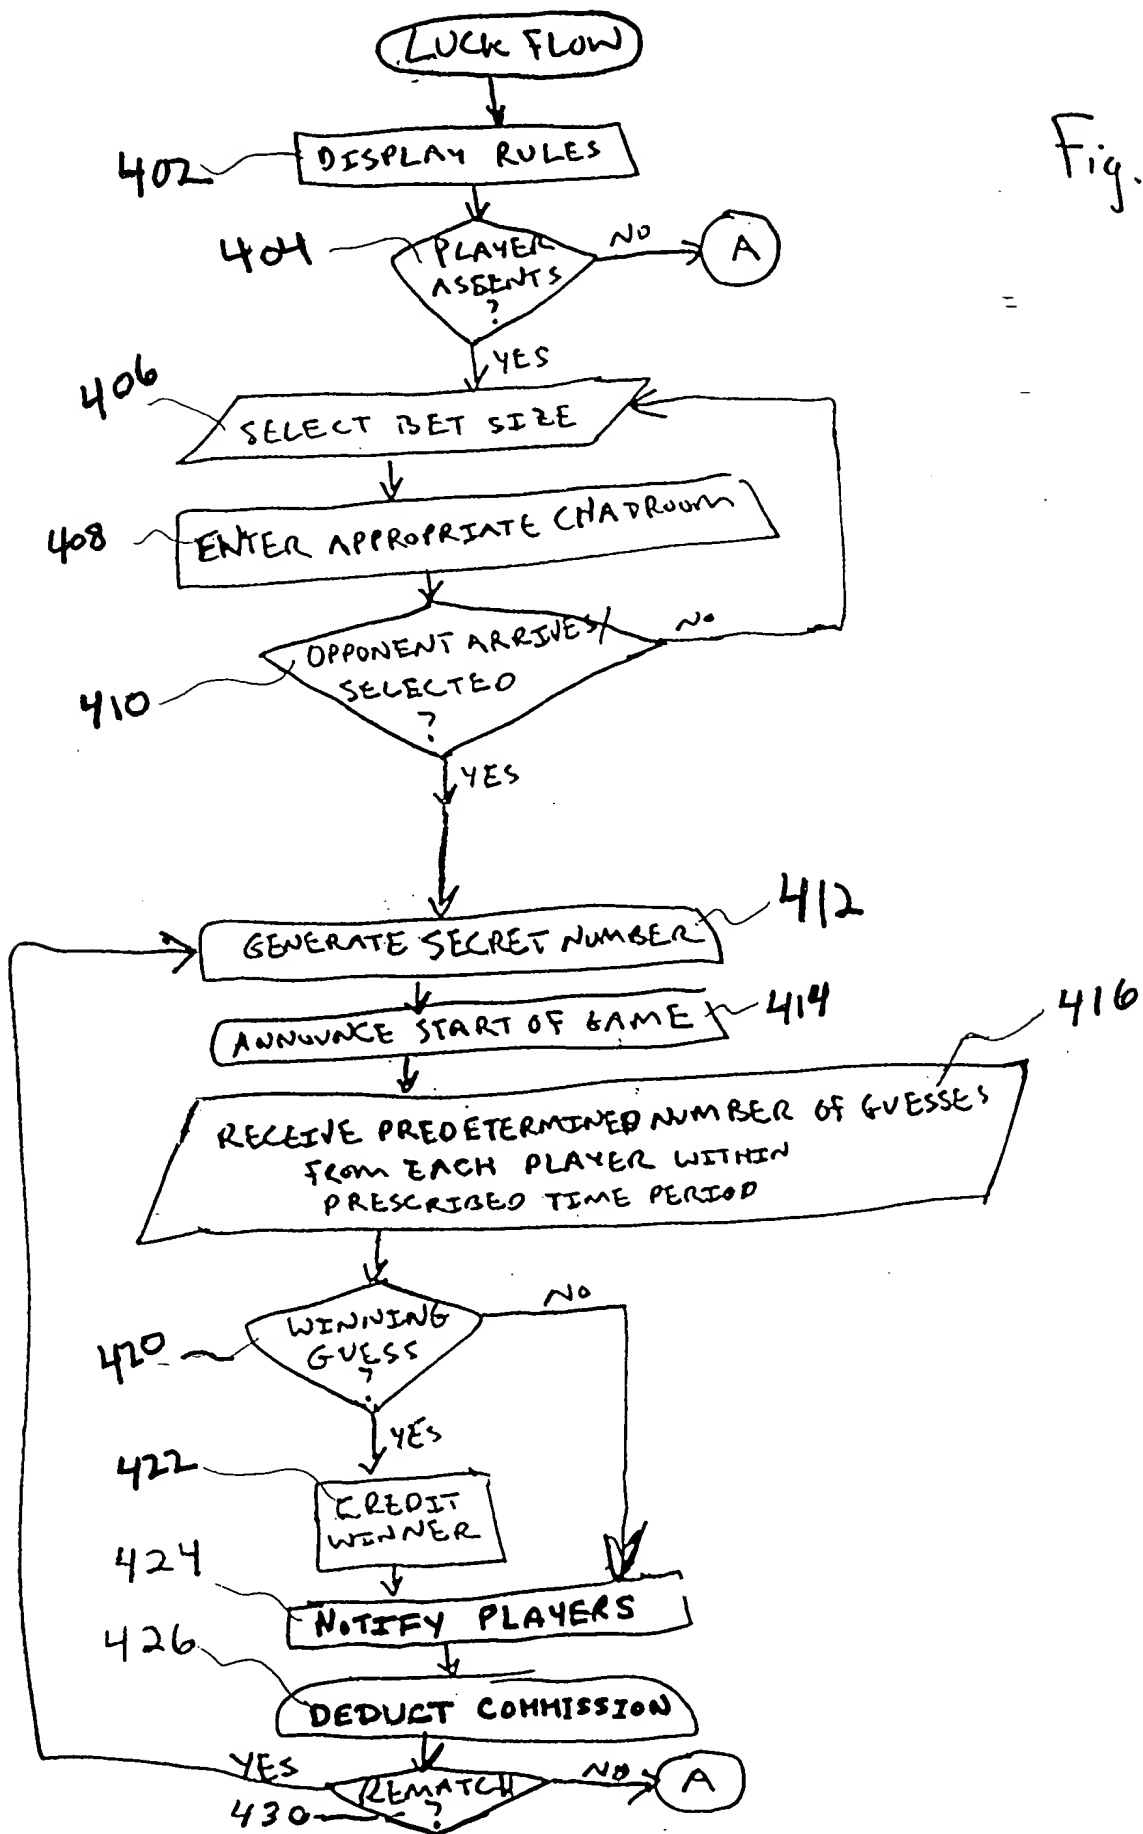 LUCK FLOW
Fig.
402
DISPLAY RULES
404
PLAYER
ASSENTS
?
NO
A
YES
406
SELECT BET SIZE
408
ENTER APPROPRIATE CHADROOM
410
OPPONENT ARRIVES/
SELECTED
?
NO
YES
412
GENERATE SECRET NUMBER
414
ANNOUNCE START OF GAME
416
RECEIVE PREDETERMINED NUMBER OF GUESSES
FROM EACH PLAYER WITHIN
PRESCRIBED TIME PERIOD
420
WINNING
GUESS
?
NO
YES
422
CREDIT
WINNER
424
NOTIFY PLAYERS
426
DEDUCT COMMISSION
YES
REMATCH
?
NO
A
430